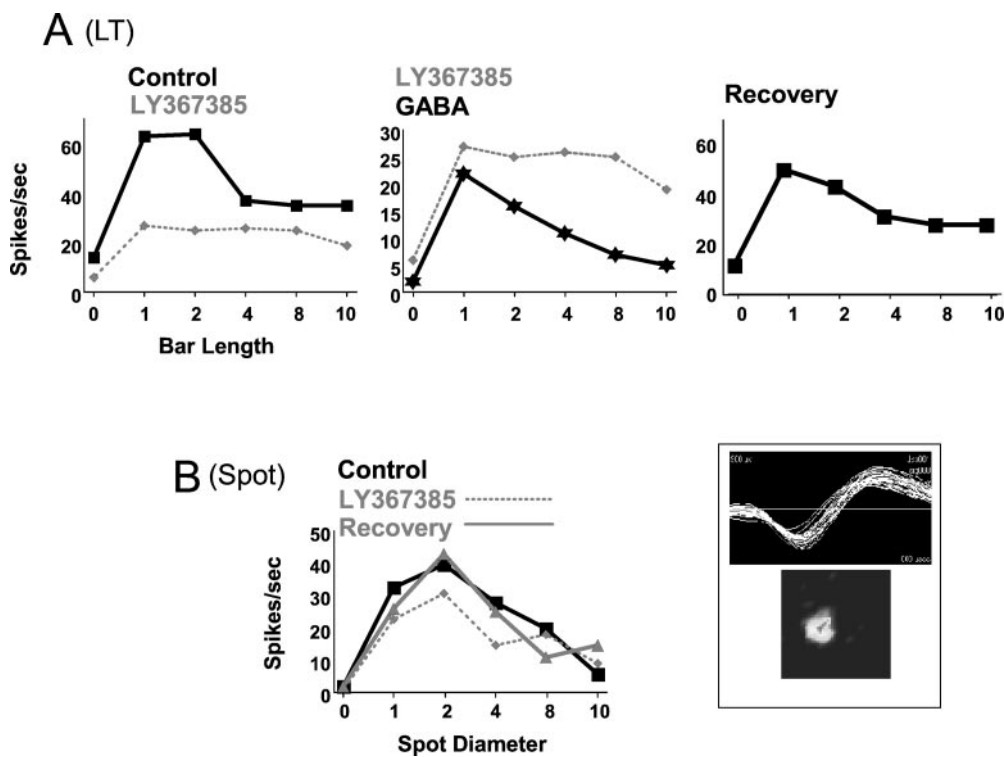 A (LT)
Control
LY367385
60
40
20
0
Spikes/sec
0 1 2 4 8 10
Bar Length
LY367385
GABA
30
25
20
15
10
5
0
0 1 2 4 8 10
Recovery
60
40
20
0
0 1 2 4 8 10
B (Spot)
Control
LY367385
Recovery
50
40
30
20
10
0
Spikes/sec
0 1 2 4 8 10
Spot Diameter